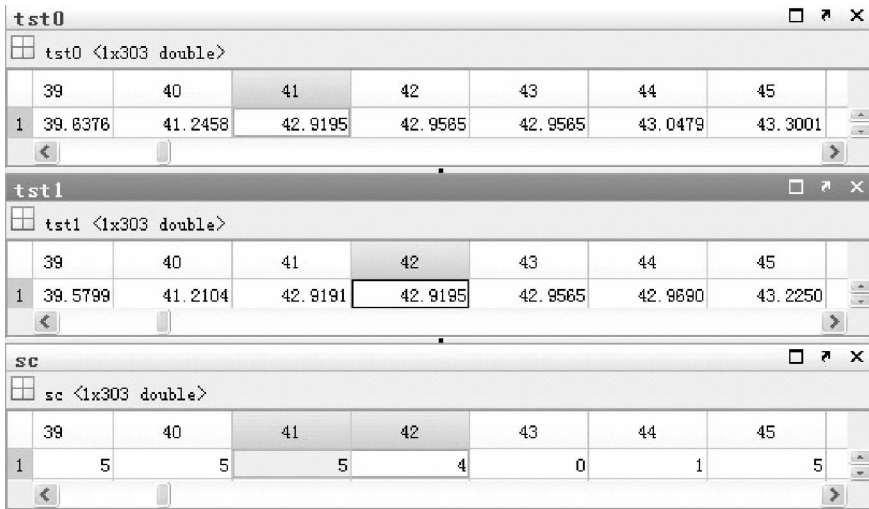 tst0
tst0 <1x303 double>
39 40 41 42 43 44 45
1 39.6376 41.2458 42.9195 42.9565 42.9565 43.0479 43.3001
tst1
tst1 <1x303 double>
39 40 41 42 43 44 45
1 39.5799 41.2104 42.9191 42.9195 42.9565 42.9690 43.2250
sc
sc <1x303 double>
39 40 41 42 43 44 45
1 5 5 5 4 0 1 5